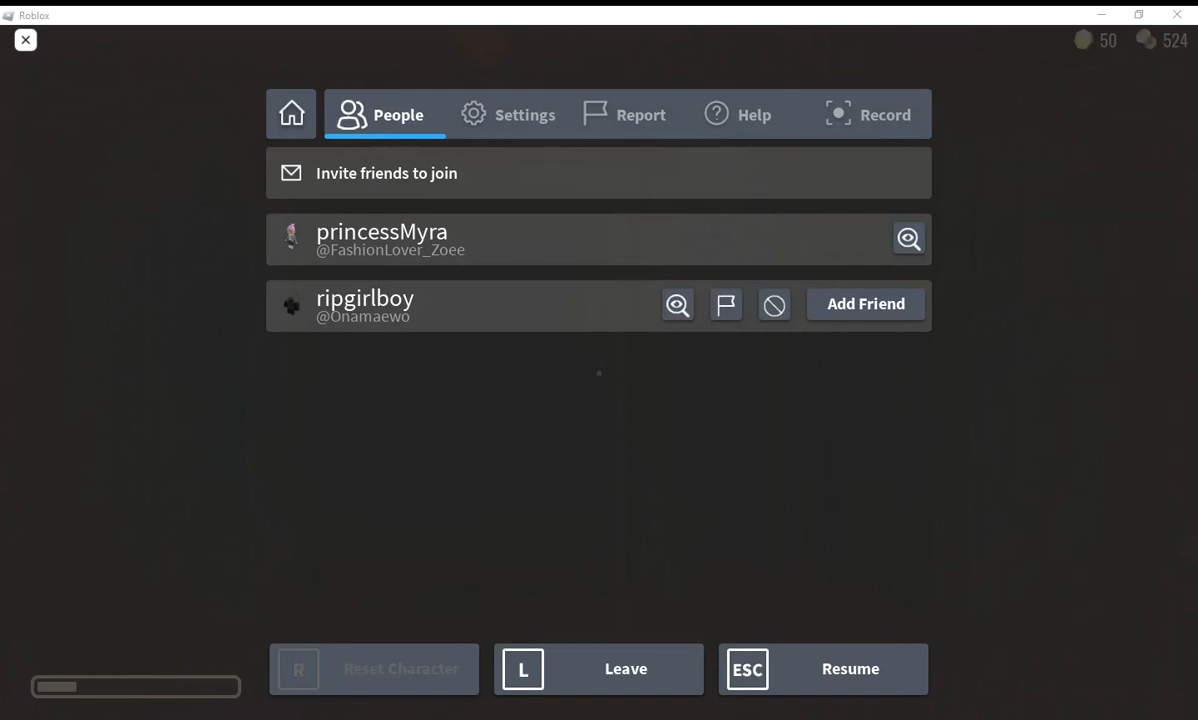 Roblox
50 524
People Settings Report Help Record
Invite friends to join
princessMyra
@FashionLover_Zoee
ripgirlboy
@Onamaewo
Add Friend
R Reset Character L Leave ESC Resume